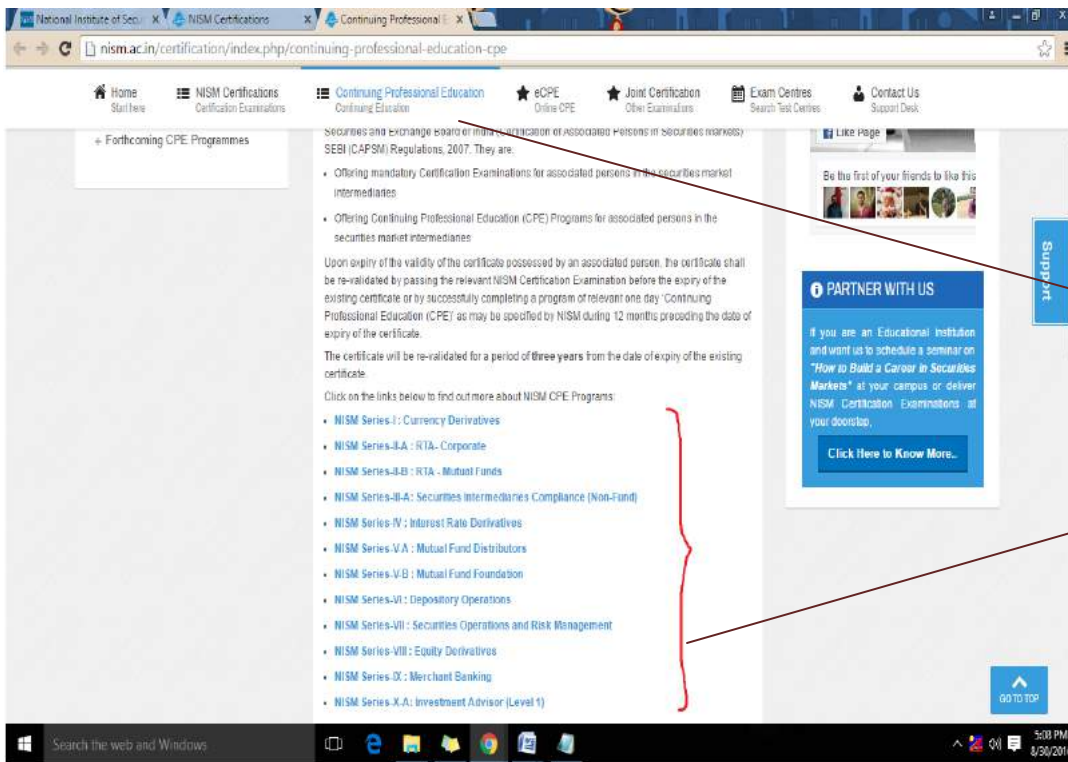 National Institute of Sec
NISM Certifications
Continuing Professional E
nism.ac.in/certification/index.php/continuing-professional-education-cpe
Home
Start here
NISM Certifications
Certification Examinations
Continuing Professional Education
Continuing Education
eCPE
Online CPE
Joint Certification
Other Examinations
Exam Centres
Search Test Centres
Contact Us
Support Desk
+ Forthcoming CPE Programmes
Securities and Exchange Board of India (Certification of Associated Persons in Securities Markets)
SEBI (CAPSM) Regulations, 2007. They are:
• Offering mandatory Certification Examinations for associated persons in the securities market
intermediaries
• Offering Continuing Professional Education (CPE) Programs for associated persons in the
securities market intermediaries
Upon expiry of the validity of the certificate possessed by an associated person, the certificate shall
be re-validated by passing the relevant NISM Certification Examination before the expiry of the
existing certificate or by successfully completing a program of relevant one day 'Continuing
Professional Education (CPE)' as may be specified by NISM during 12 months preceding the date of
expiry of the certificate.
The certificate will be re-validated for a period of three years from the date of expiry of the existing
certificate.
Click on the links below to find out more about NISM CPE Programs:
• NISM Series-I : Currency Derivatives
• NISM Series-II-A : RTA- Corporate
• NISM Series-II-B : RTA - Mutual Funds
• NISM Series-III-A: Securities Intermediaries Compliance (Non-Fund)
• NISM Series-IV : Interest Rate Derivatives
• NISM Series-V-A : Mutual Fund Distributors
• NISM Series-V-B : Mutual Fund Foundation
• NISM Series-VI : Depository Operations
• NISM Series-VII : Securities Operations and Risk Management
• NISM Series-VIII : Equity Derivatives
• NISM Series-IX : Merchant Banking
• NISM Series-X-A: Investment Advisor (Level 1)
Like Page
Be the first of your friends to like this
Support
PARTNER WITH US
If you are an Educational Institution
and want us to schedule a seminar on
"How to Build a Career in Securities
Markets" at your campus or deliver
NISM Certification Examinations at
your doorstep,
Click Here to Know More..
GO TO TOP
Search the web and Windows
5:08 PM
8/30/201